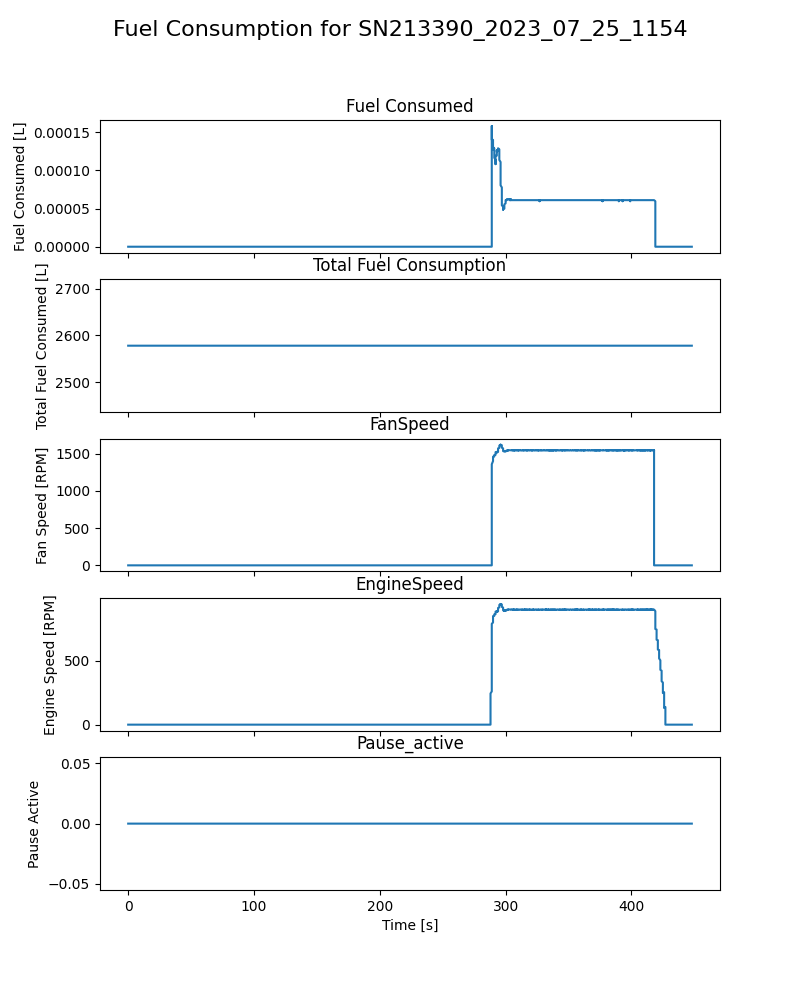 Fuel Consumption for SN213390_2023_07_25_1154
Fuel Consumed
Fuel Consumed [L]
0.00015
0.00010
0.00005
0.00000
Total Fuel Consumption
Total Fuel Consumed [L]
2700
2600
2500
FanSpeed
Fan Speed [RPM]
1500
1000
500
0
EngineSpeed
Engine Speed [RPM]
500
0
Pause_active
Pause Active
0.05
0.00
−0.05
0 100 200 300 400
Time [s]